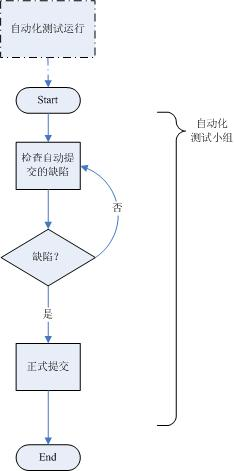 自动化测试运行
Start
检查自动提
交的缺陷
自动化
测试小组
否
缺陷?
是
正式提交
End